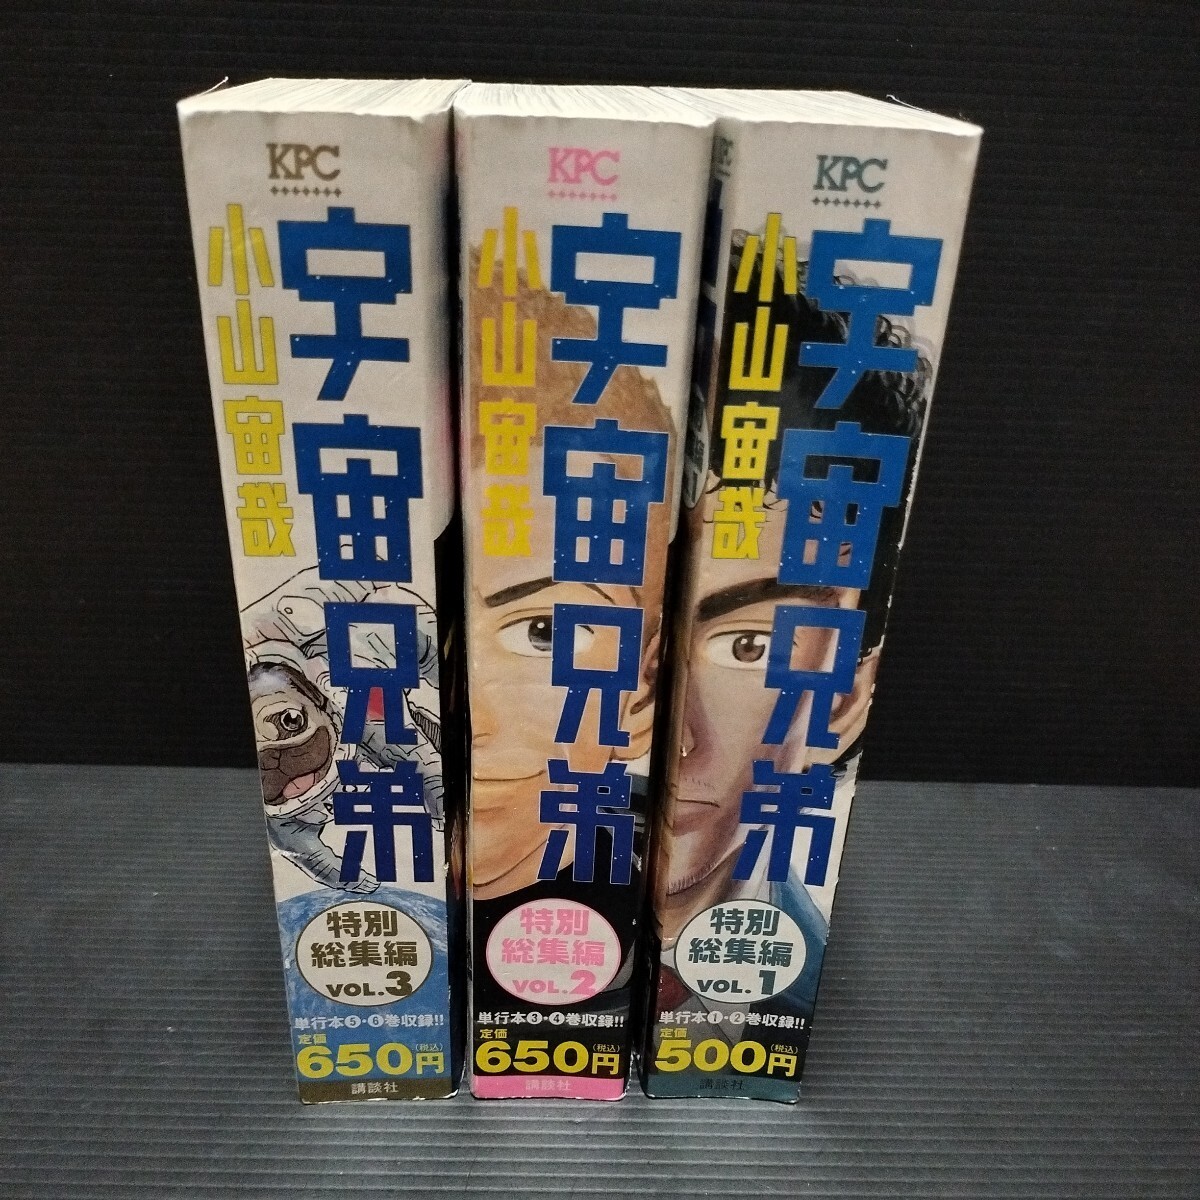 KPC
宇宙兄弟
小山宙哉
特別
総集編
VOL.3
単行本⑤・⑥巻収録!!
定価
650円
(税込)
講談社
KPC
宇宙兄弟
小山宙哉
特別
総集編
VOL.2
単行本③・④巻収録!!
定価
650円
(税込)
講談社
KPC
宇宙兄弟
小山宙哉
特別
総集編
VOL.1
単行本①・②巻収録!!
定価
500円
(税込)
講談社